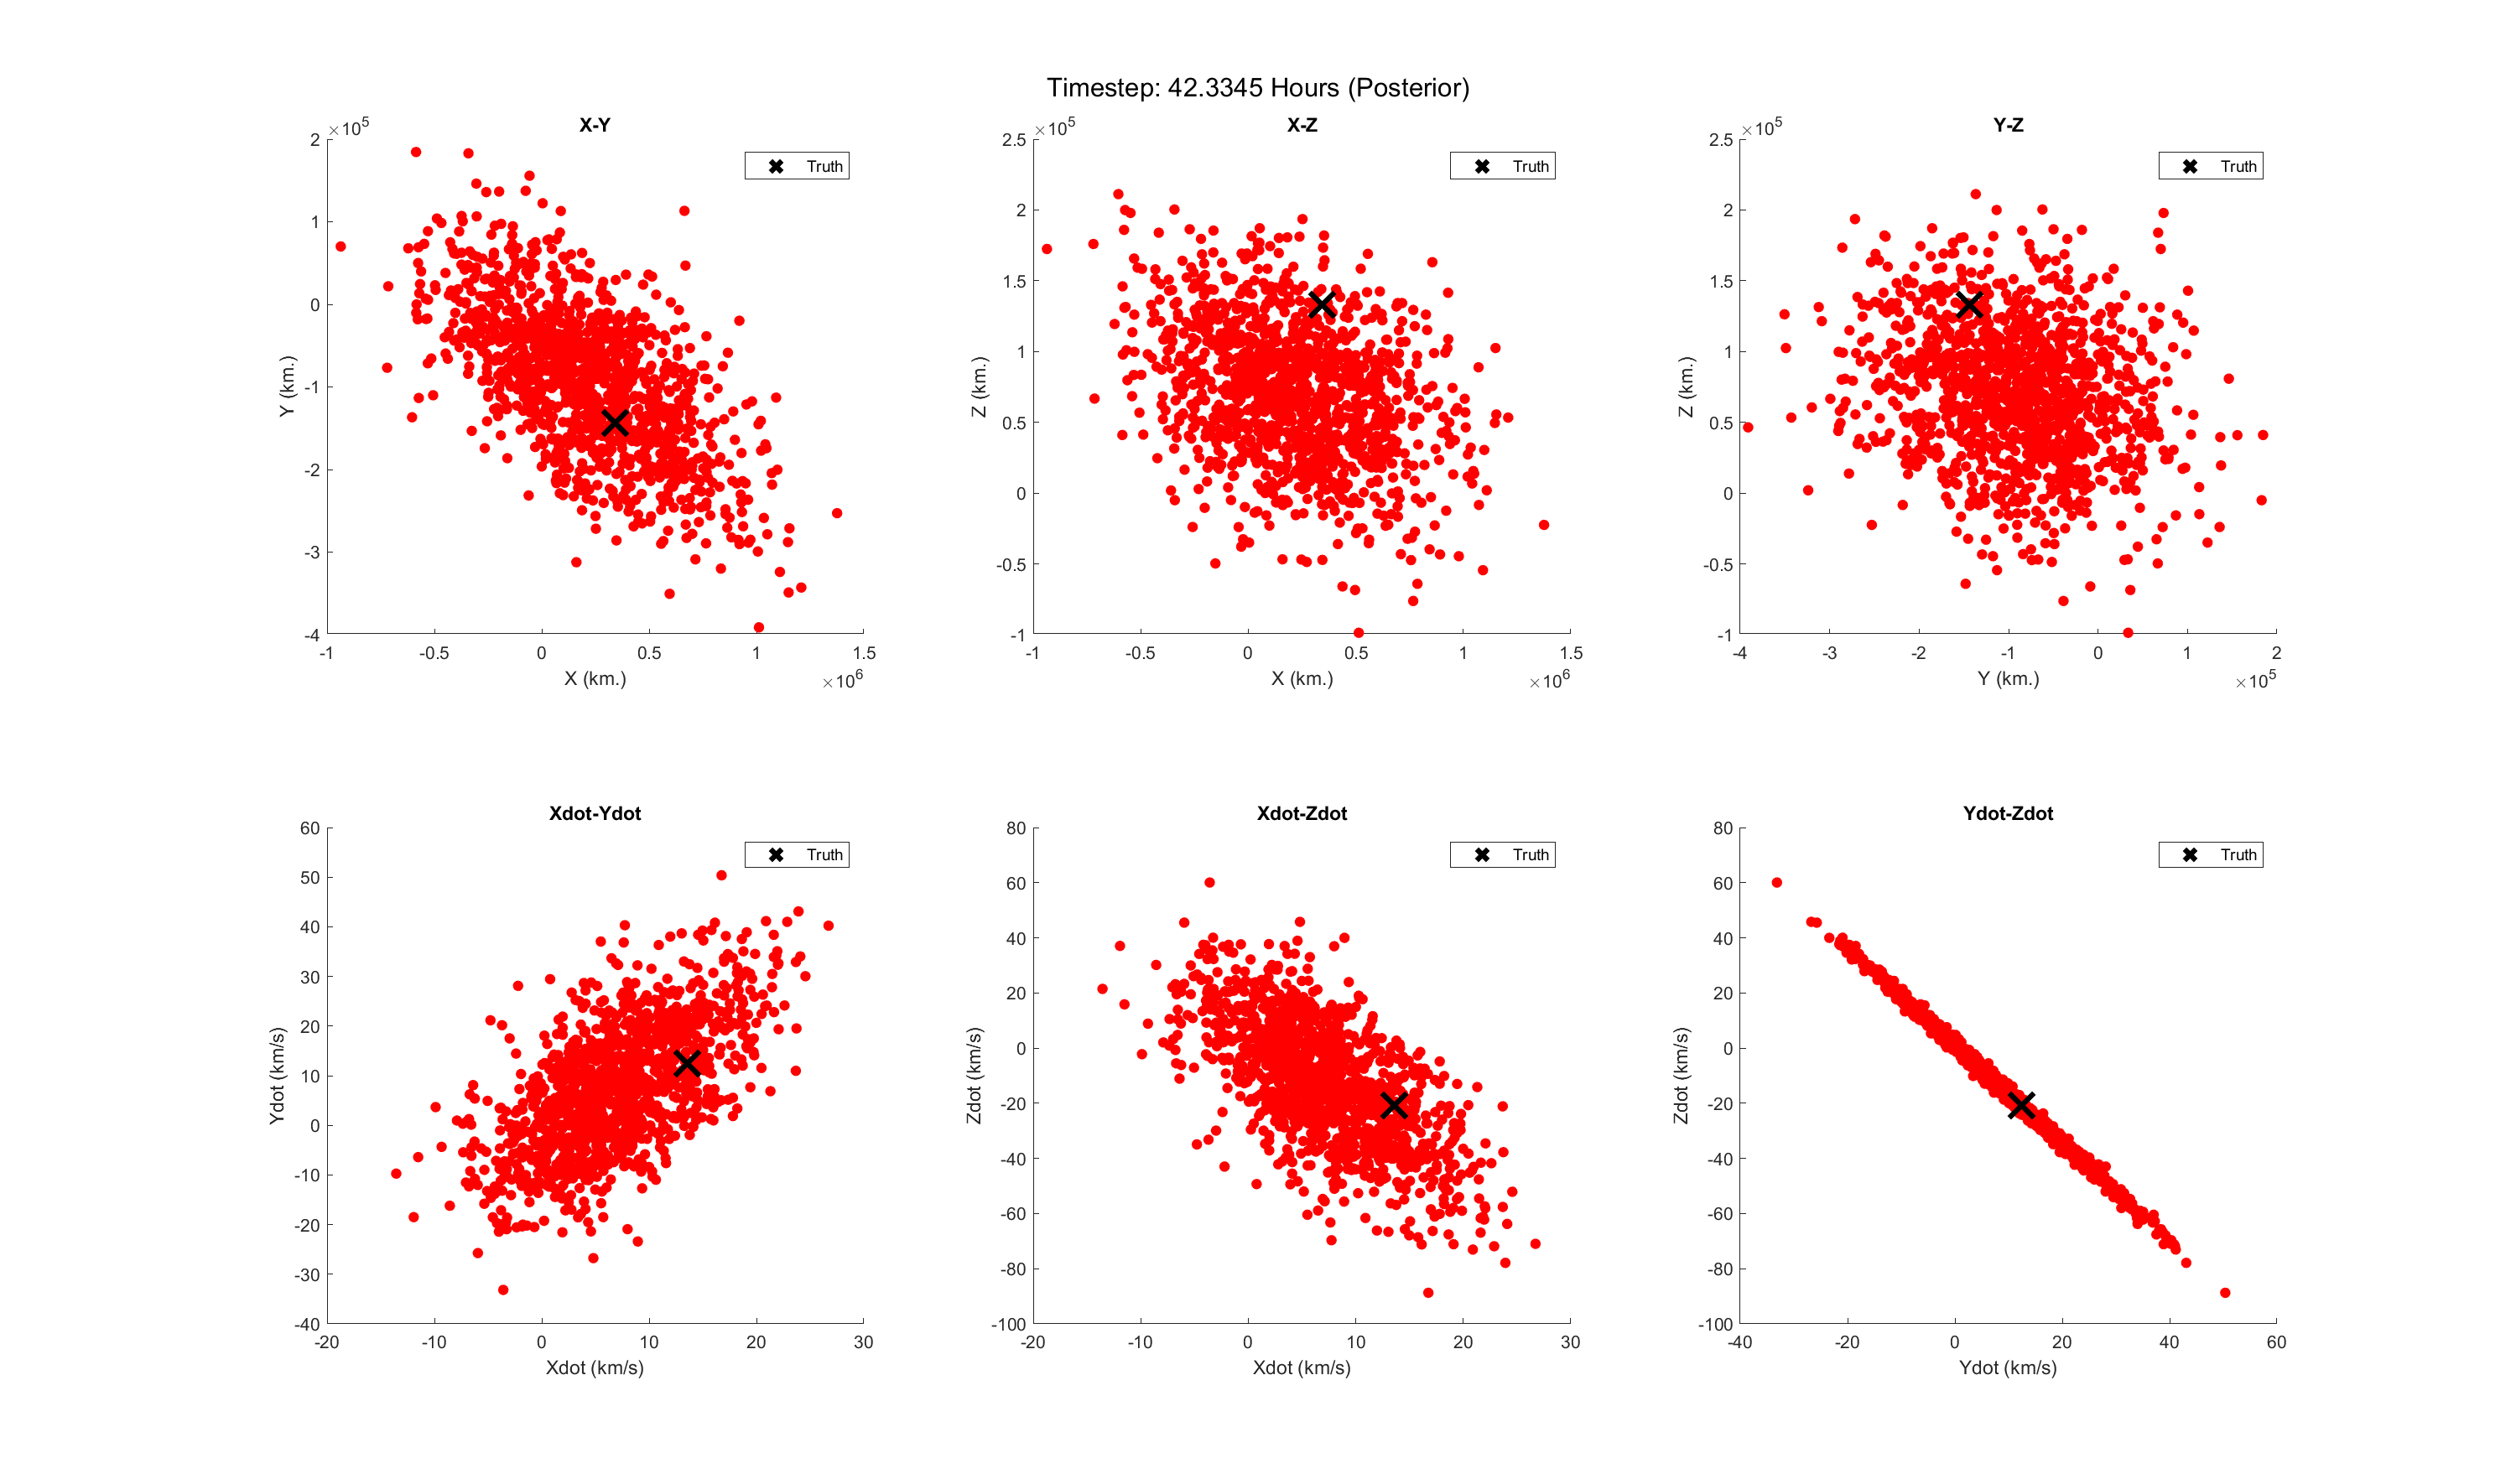 Timestep: 42.3345 Hours (Posterior)
X-Y
×10^5
2
1
0
-1
-2
-3
-4
Y (km.)
-1 -0.5 0 0.5 1 1.5
X (km.)
×10^6
Truth
X-Z
×10^5
2.5
2
1.5
1
0.5
0
-0.5
-1
Z (km.)
-1 -0.5 0 0.5 1 1.5
X (km.)
×10^6
Truth
Y-Z
×10^5
2.5
2
1.5
1
0.5
0
-0.5
-1
Z (km.)
-4 -3 -2 -1 0 1 2
Y (km.)
×10^5
Truth
Xdot-Ydot
60
50
40
30
20
10
0
-10
-20
-30
-40
Ydot (km/s)
-20 -10 0 10 20 30
Xdot (km/s)
Truth
Xdot-Zdot
80
60
40
20
0
-20
-40
-60
-80
-100
Zdot (km/s)
-20 -10 0 10 20 30
Xdot (km/s)
Truth
Ydot-Zdot
80
60
40
20
0
-20
-40
-60
-80
-100
Zdot (km/s)
-40 -20 0 20 40 60
Ydot (km/s)
Truth